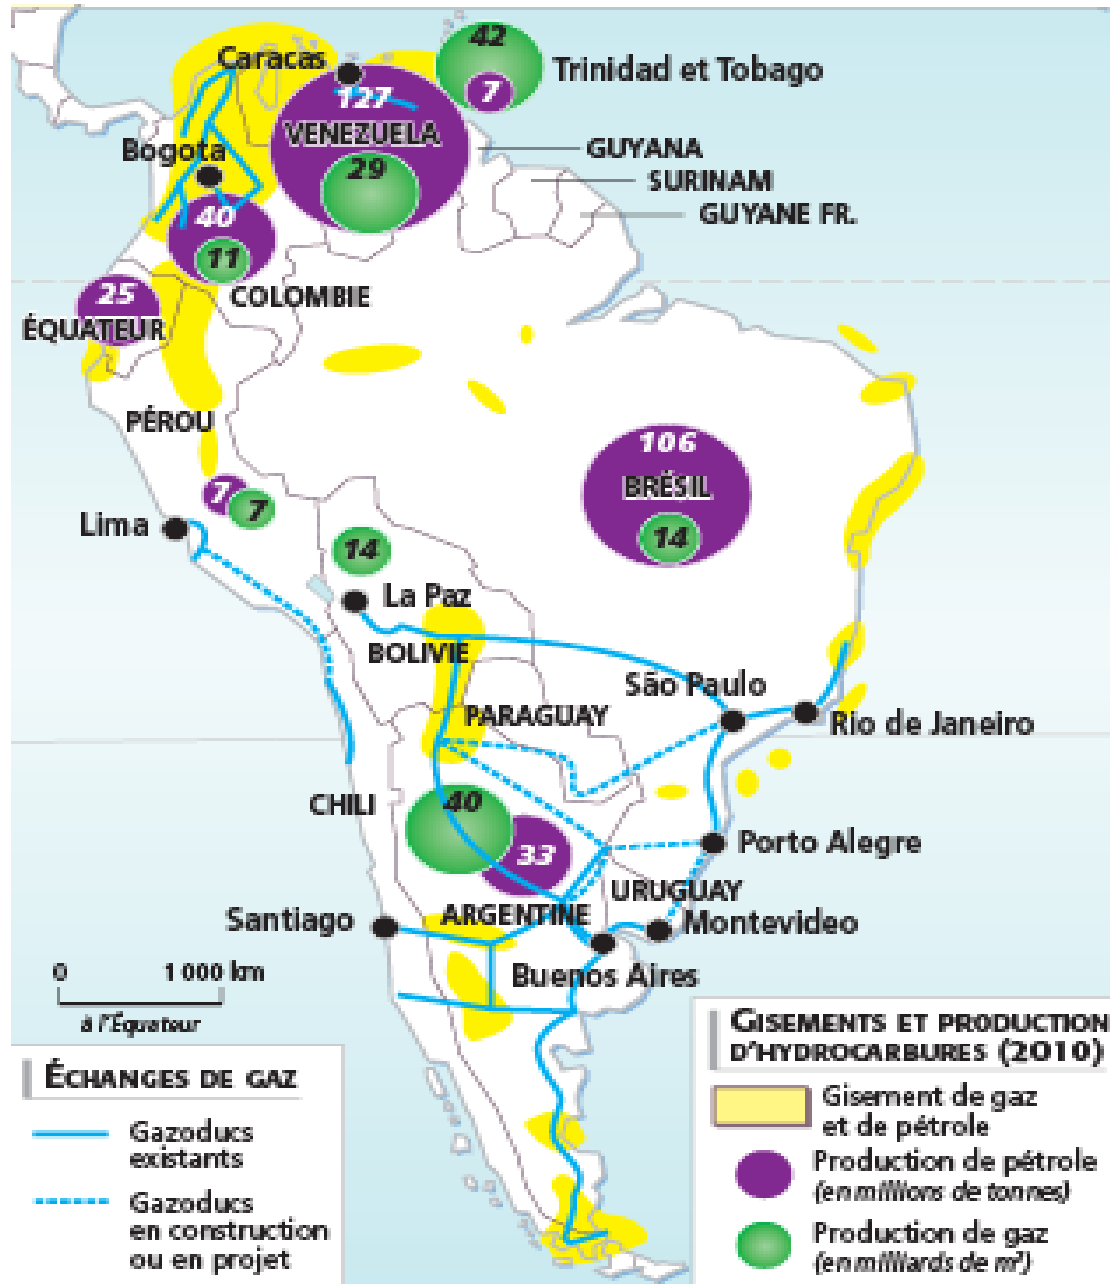 42
Caracas
Trinidad et Tobago
7
127
VENEZUELA
GUYANA
Bogota
29
SURINAM
40
GUYANE FR.
11
25
COLOMBIE
ÉQUATEUR
PÉROU
106
BRÉSIL
7
7
Lima
14
14
La Paz
BOLIVIE
São Paulo
PARAGUAY
Rio de Janeiro
CHILI
40
Porto Alegre
33
URUGUAY
ARGENTINE
Santiago
Montevideo
Buenos Aires
0 1 000 km
à l'Équateur
GISEMENTS ET PRODUCTION
D'HYDROCARBURES (2010)
Gisement de gaz
et de pétrole
Production de pétrole
(en millions de tonnes)
Production de gaz
(en milliards de m³)
ÉCHANGES DE GAZ
Gazoducs
existants
Gazoducs
en construction
ou en projet